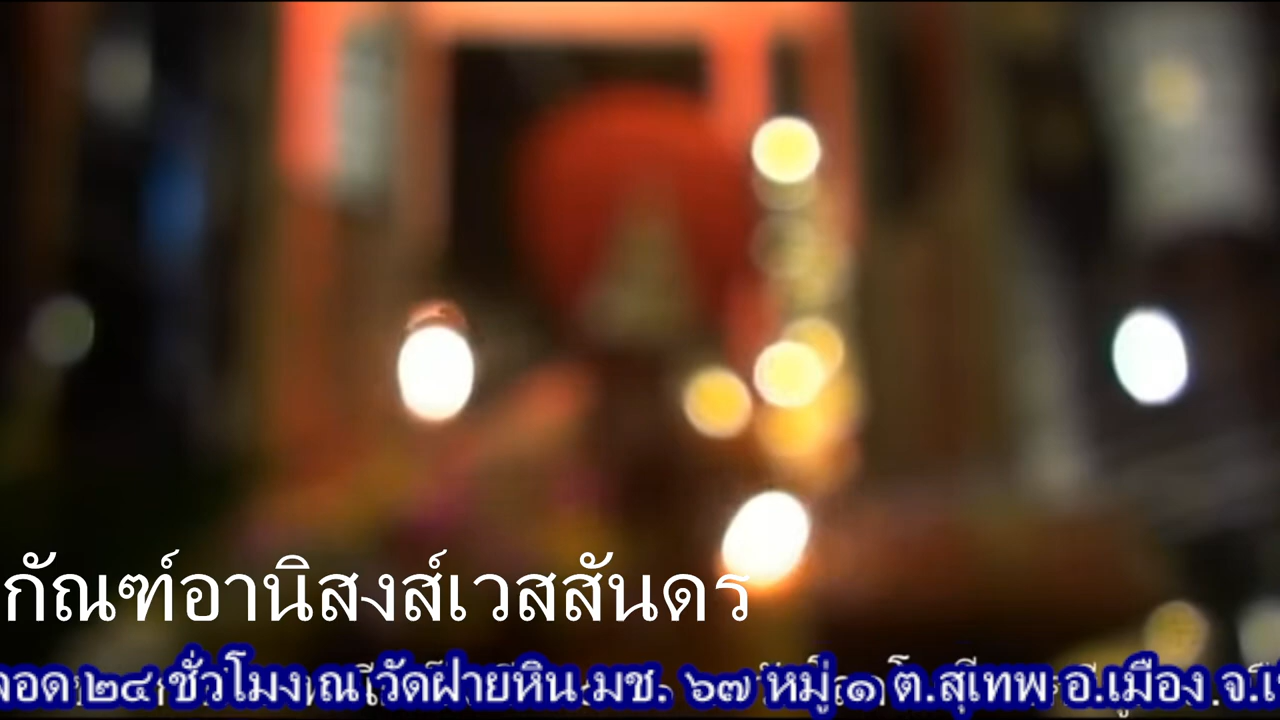 กัณฑ์อานิสงส์เวสสันดร
ลอด ๒๔ ชั่วโมง ณ วัดฝ่ายหิน มช. ๖๗ หมู่ ๑ ต.สุเทพ อ.เมือง จ.เ